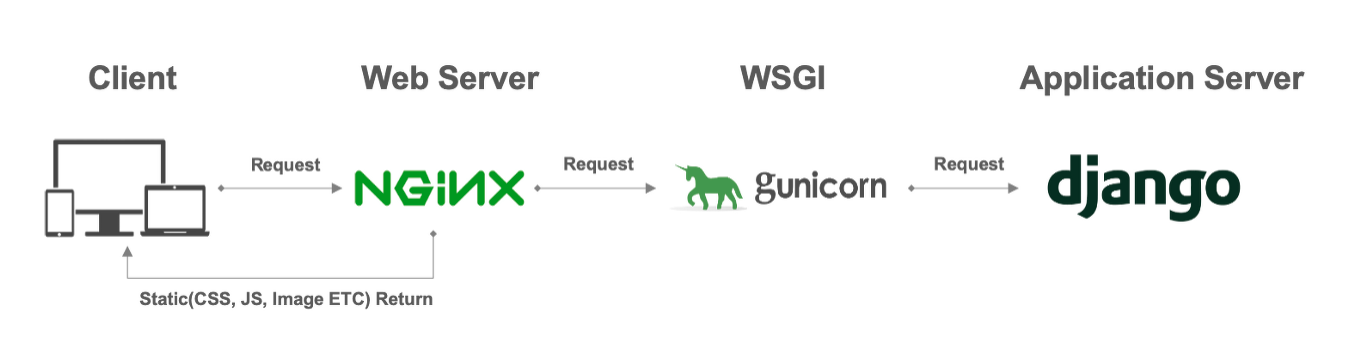 Client
Web Server
WSGI
Application Server
Request
NGINX
Request
gunicorn
Request
django
Static(CSS, JS, Image ETC) Return